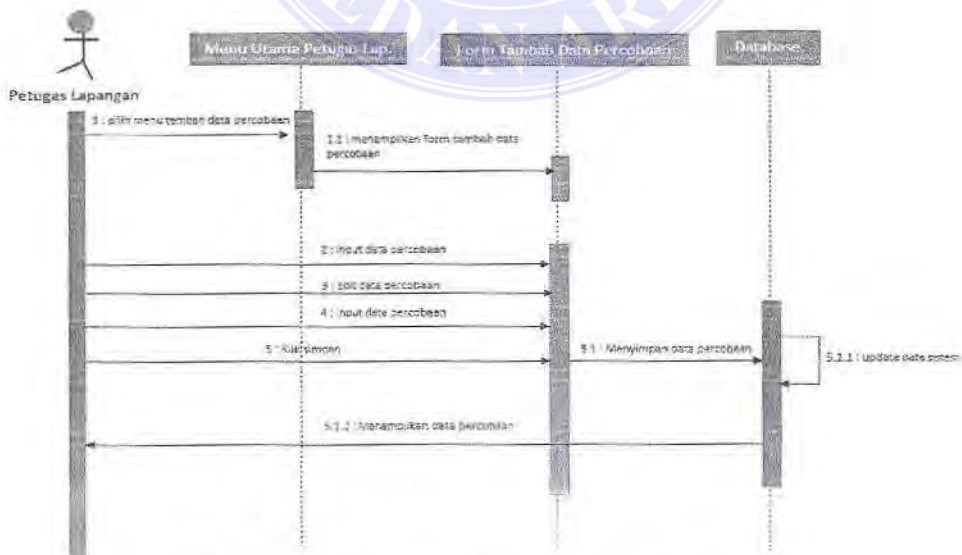 EDAN AR
Menu Utama Petugas Lap.
Form Tambah Data Percobaan
Database
Petugas Lapangan
1 : pilih menu tambah data percobaan
1.1 : menampilkan form tambah data
percobaan
2 : input data percobaan
3 : Edit data percobaan
4 : input data percobaan
5 : Klik simpan
5.1 : Menyimpan data percobaan
5.1.1 : update data sistem
5.1.2 : Menampilkan data percobaan